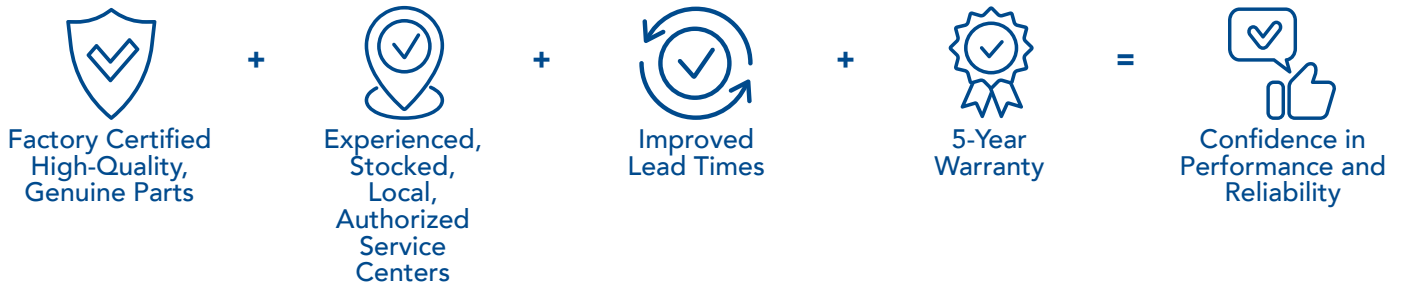 +
+
+
=
Factory Certified
High-Quality,
Genuine Parts
Experienced,
Stocked,
Local,
Authorized
Service
Centers
Improved
Lead Times
5-Year
Warranty
Confidence in
Performance and
Reliability